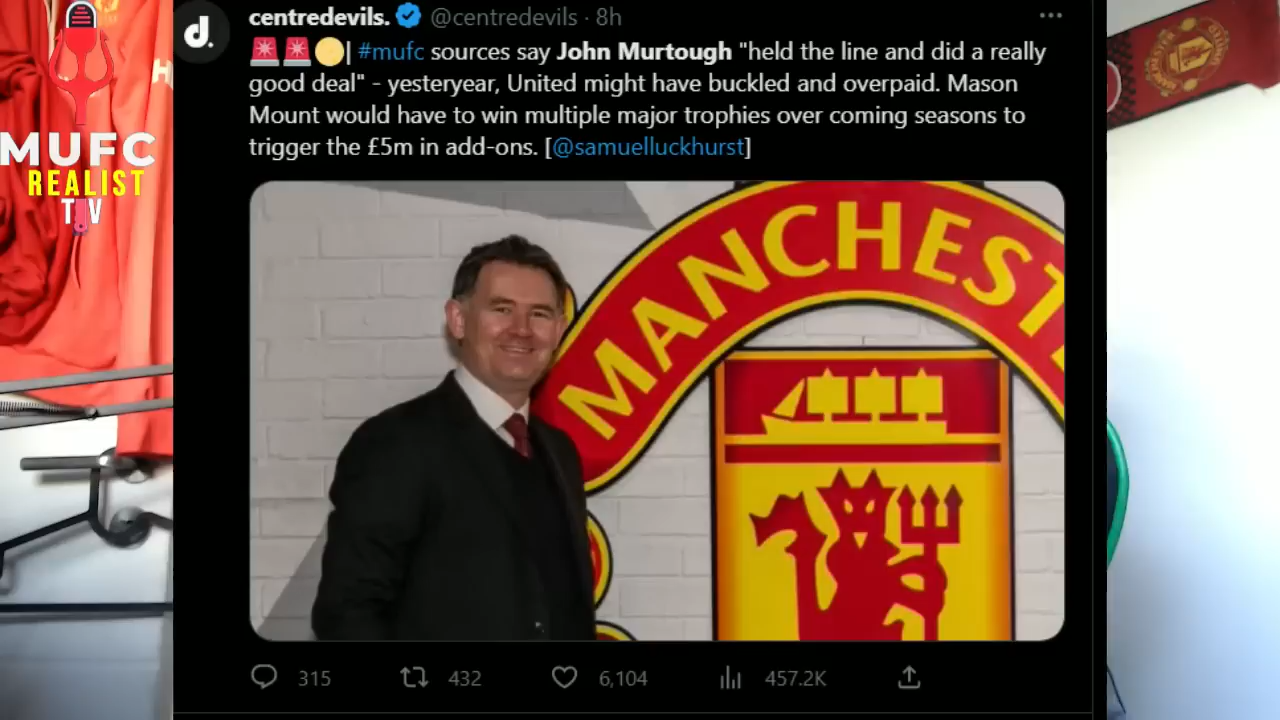 centredevils. @centredevils · 8h
d.
| #mufc sources say John Murtough "held the line and did a really
good deal" - yesteryear, United might have buckled and overpaid. Mason
Mount would have to win multiple major trophies over coming seasons to
trigger the £5m in add-ons. [@samuelluckhurst]
MUFC
REALIST
TV
MANCHESTE
315 432 6,104 457.2K